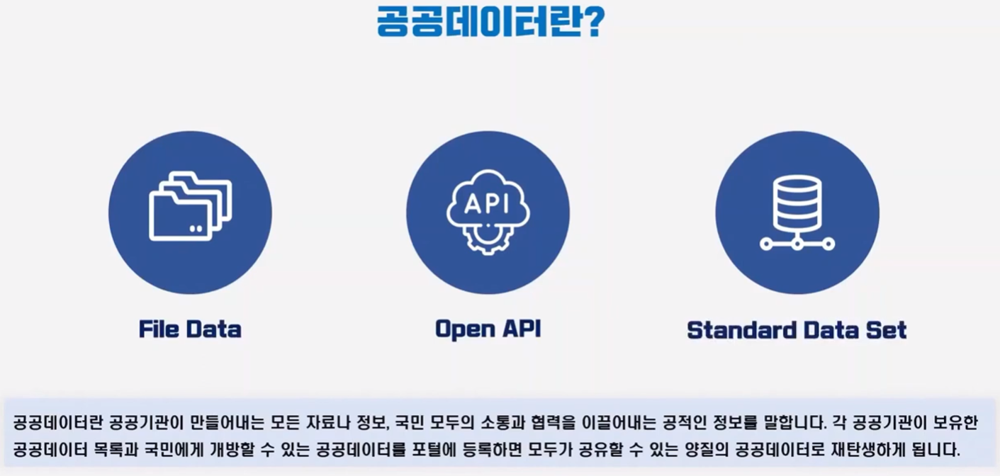 공공데이터란?
API
File Data
Open API
Standard Data Set
공공데이터란 공공기관이 만들어내는 모든 자료나 정보, 국민 모두의 소통과 협력을 이끌어내는 공적인 정보를 말합니다. 각 공공기관이 보유한
공공데이터 목록과 국민에게 개방할 수 있는 공공데이터를 포털에 등록하면 모두가 공유할 수 있는 양질의 공공데이터로 재탄생하게 됩니다.